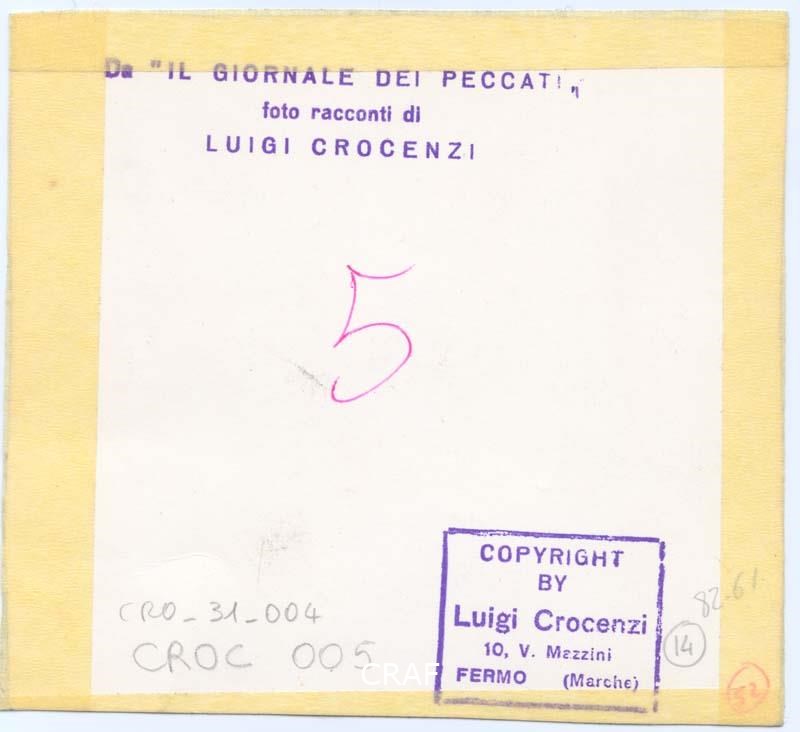 Da "IL GIORNALE DEI PECCATI"
foto racconti di
LUIGI CROCENZI
5
COPYRIGHT
BY
Luigi Crocenzi
10, V. Mazzini
FERMO (Marche)
CRO_31_004
CROC 005
CRAF
82-61
14
52